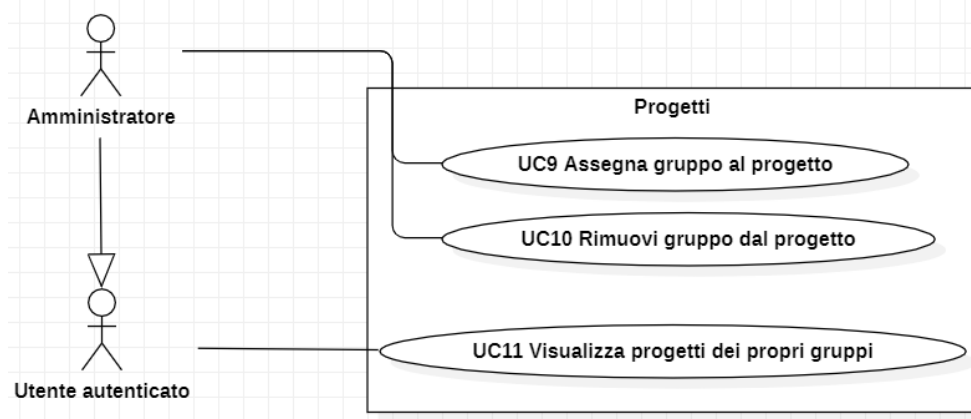 Amministratore
Progetti
UC9 Assegna gruppo al progetto
UC10 Rimuovi gruppo dal progetto
UC11 Visualizza progetti dei propri gruppi
Utente autenticato